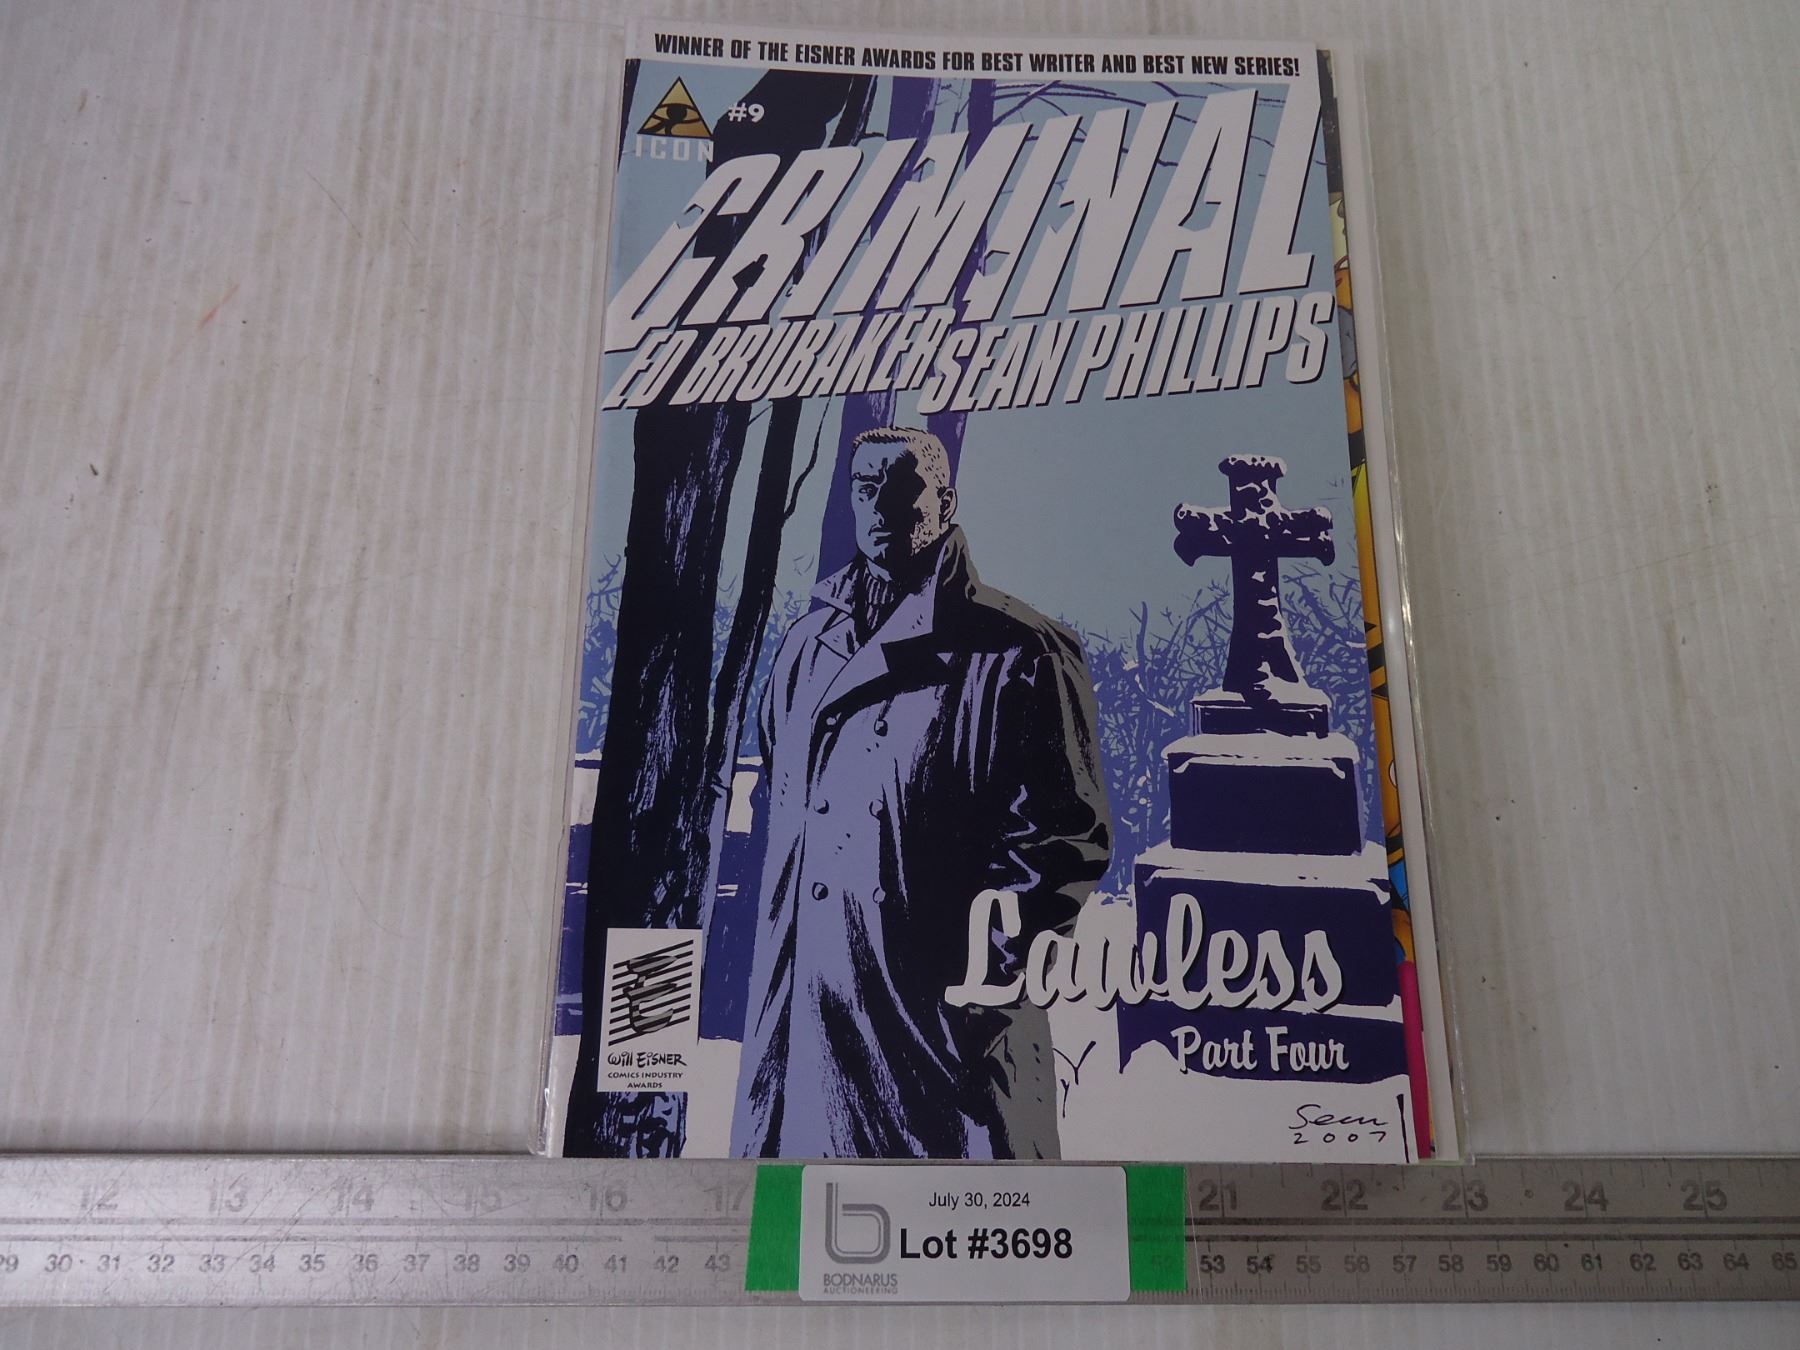 WINNER OF THE EISNER AWARDS FOR BEST WRITER AND BEST NEW SERIES!
#9
ICON
CRIMINAL
ED BRUBAKER SEAN PHILLIPS
Lawless
Part Four
WILL EISNER
COMICS INDUSTRY
AWARDS
Sean
2007
12 13 14 15 16 17 21 22 23 24 25
29 30 31 32 33 34 35 36 37 38 39 40 41 42 43 52 53 54 55 56 57 58 59 60 61 62 63 64 65
July 30, 2024
Lot #3698
BODNARUS
AUCTIONEERING